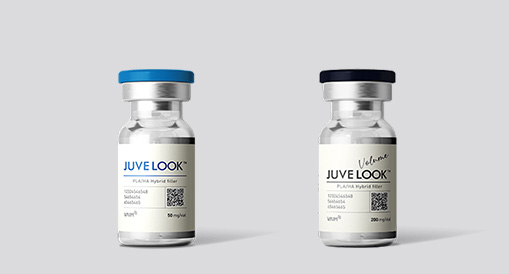 JUVELOOK™
PLA/HA Hybrid filler
50 mg/vial
Volume
JUVELOOK™
PLA/HA Hybrid filler
200 mg/vial